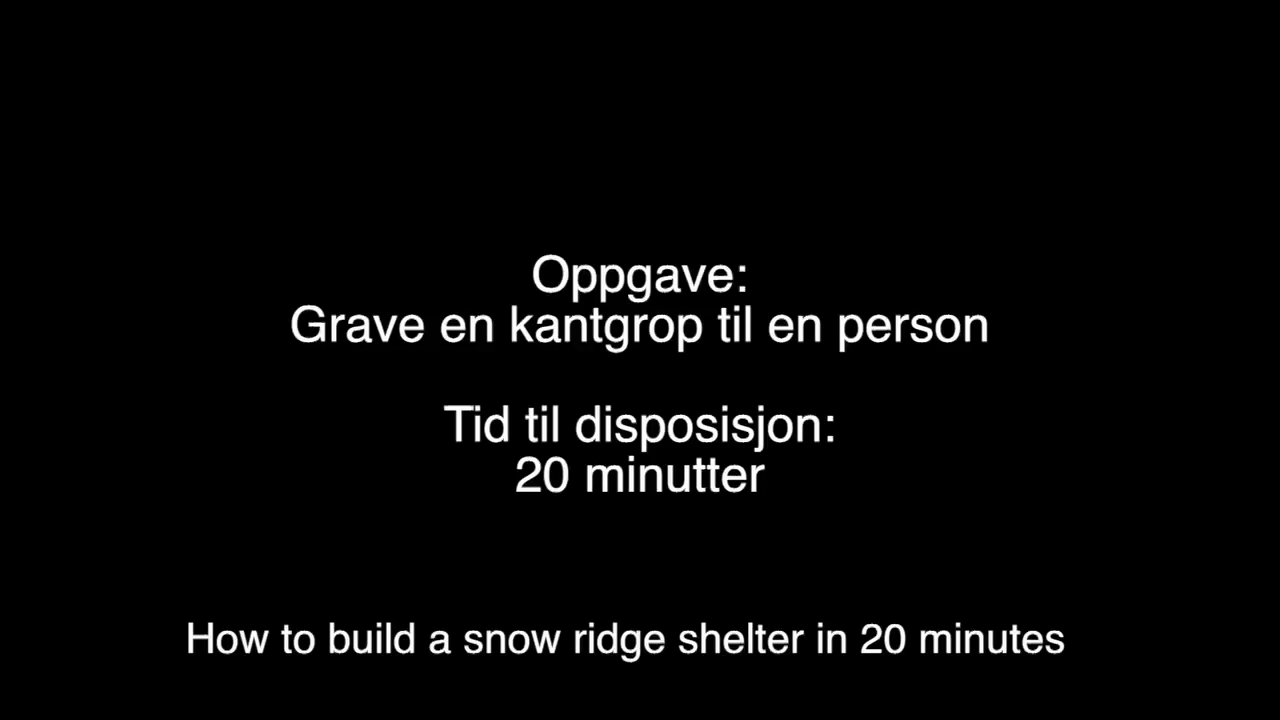 Oppgave:
Grave en kantgrop til en person
Tid til disposisjon:
20 minutter
How to build a snow ridge shelter in 20 minutes